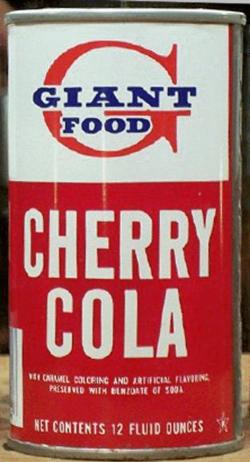 G
GIANT
FOOD
CHERRY
COLA
WITH CARAMEL COLORING AND ARTIFICIAL FLAVORING.
PRESERVED WITH BENZOATE OF SODA
NET CONTENTS 12 FLUID OUNCES